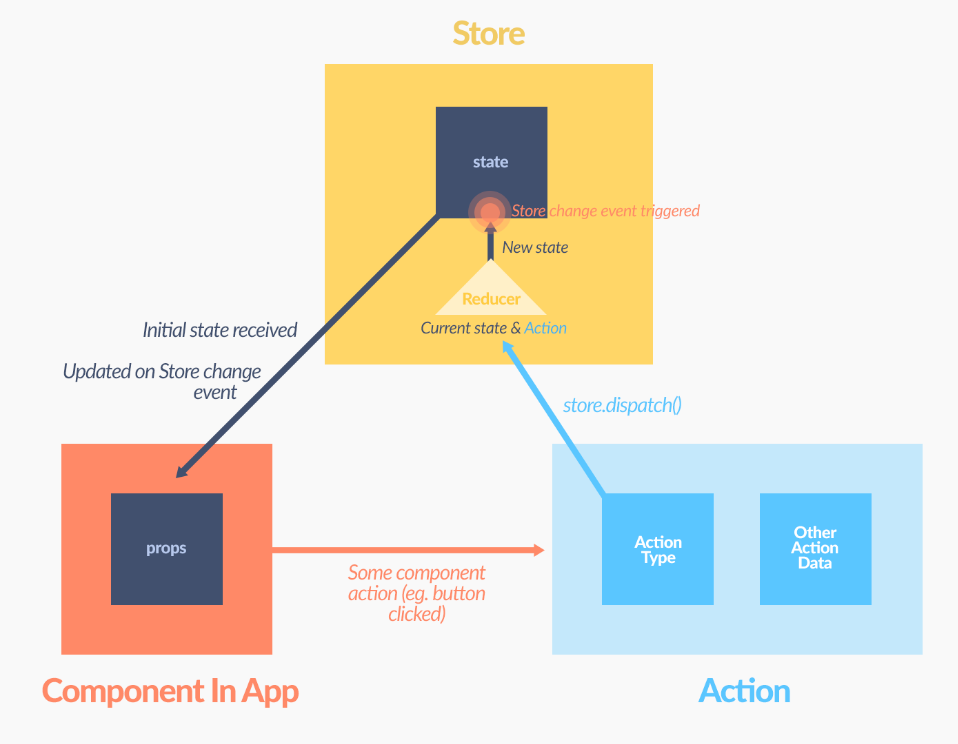 Store
state
Store change event triggered
New state
Reducer
Current state & Action
Initial state received
Updated on Store change
event
store.dispatch()
props
Some component
action (eg. button
clicked)
Action
Type
Other
Action
Data
Component In App
Action